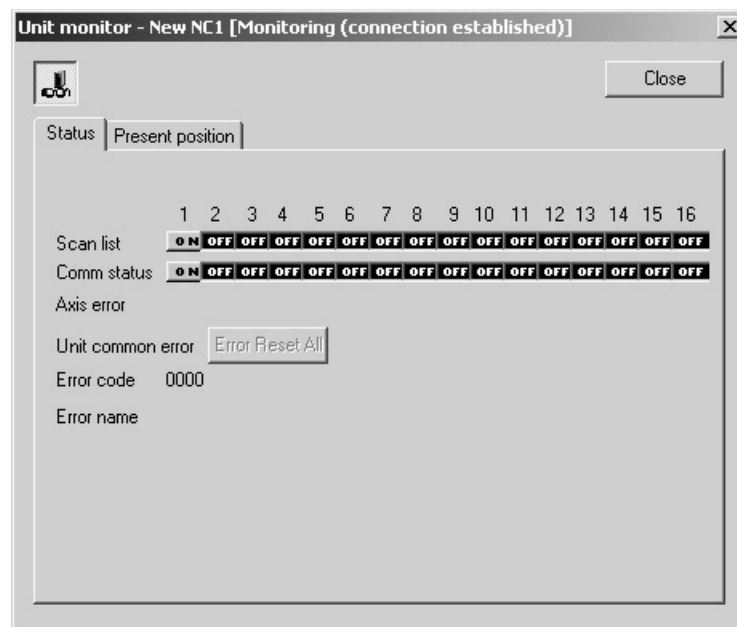 Unit monitor - New NC1 [Monitoring (connection established)]
Close
Status Present position
1 2 3 4 5 6 7 8 9 10 11 12 13 14 15 16
Scan list ON OFF OFF OFF OFF OFF OFF OFF OFF OFF OFF OFF OFF OFF OFF OFF
Comm status ON OFF OFF OFF OFF OFF OFF OFF OFF OFF OFF OFF OFF OFF OFF OFF
Axis error
Unit common error Error Reset All
Error code 0000
Error name